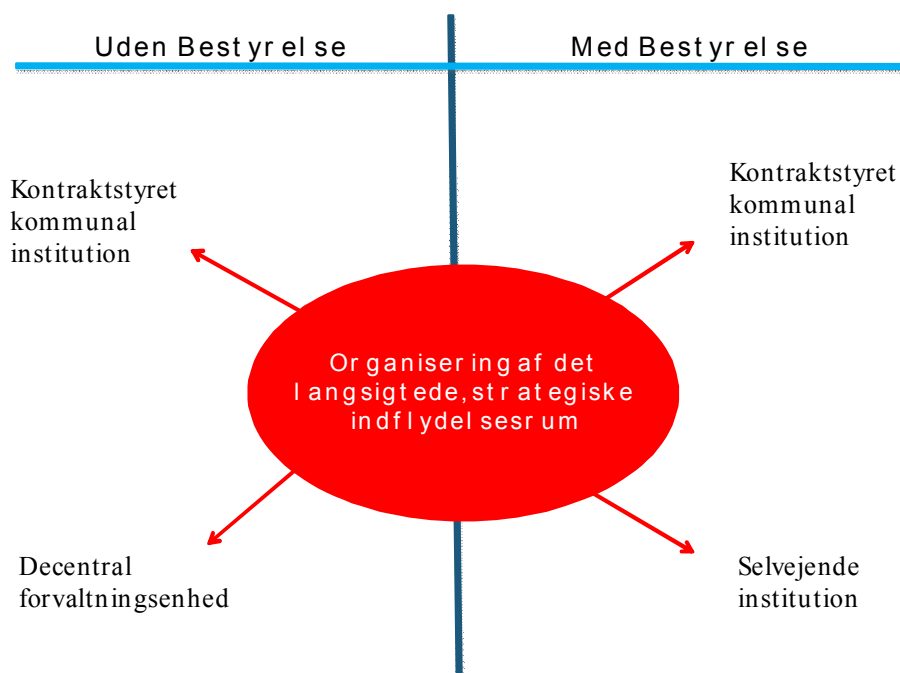 Uden Bestyrelse
Med Bestyrelse
Kontraktstyret
kommunal
institution
Kontraktstyret
kommunal
institution
Organisering af det
langsigtede, strategiske
indflydelsesrum
Decentral
forvaltningsenhed
Selvejende
institution